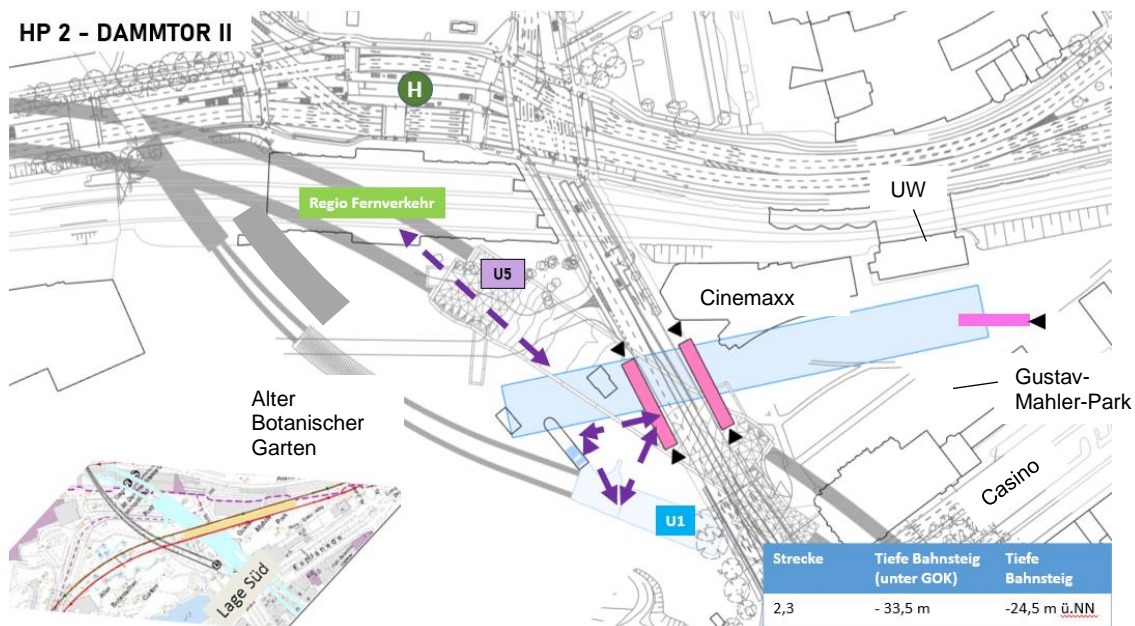 HP 2 - DAMMTOR II
H
Regio Fernverkehr
U5
UW
Cinemaxx
Gustav-
Mahler-Park
Alter
Botanischer
Garten
Casino
U1
Lage Süd
Strecke
Tiefe Bahnsteig
(unter GOK)
Tiefe
Bahnsteig
2,3
- 33,5 m
-24,5 m ü.NN